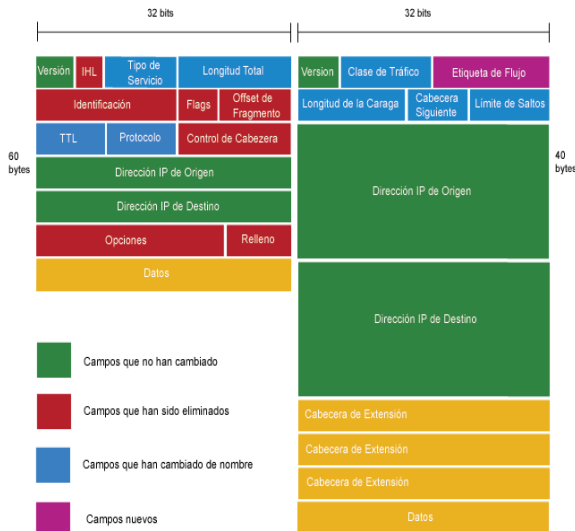 32 bits
32 bits
Versión
IHL
Tipo de
Servicio
Longitud Total
Identificación
Flags
Offset de
Fragmento
TTL
Protocolo
Control de Cabezera
60
bytes
Dirección IP de Origen
Dirección IP de Destino
Opciones
Relleno
Datos
Version
Clase de Tráfico
Etiqueta de Flujo
Longitud de la Caraga
Cabecera
Siguiente
Límite de Saltos
Dirección IP de Origen
40
bytes
Dirección IP de Destino
Cabecera de Extensión
Cabecera de Extensión
Cabecera de Extensión
Datos
Campos que no han cambiado
Campos que han sido eliminados
Campos que han cambiado de nombre
Campos nuevos